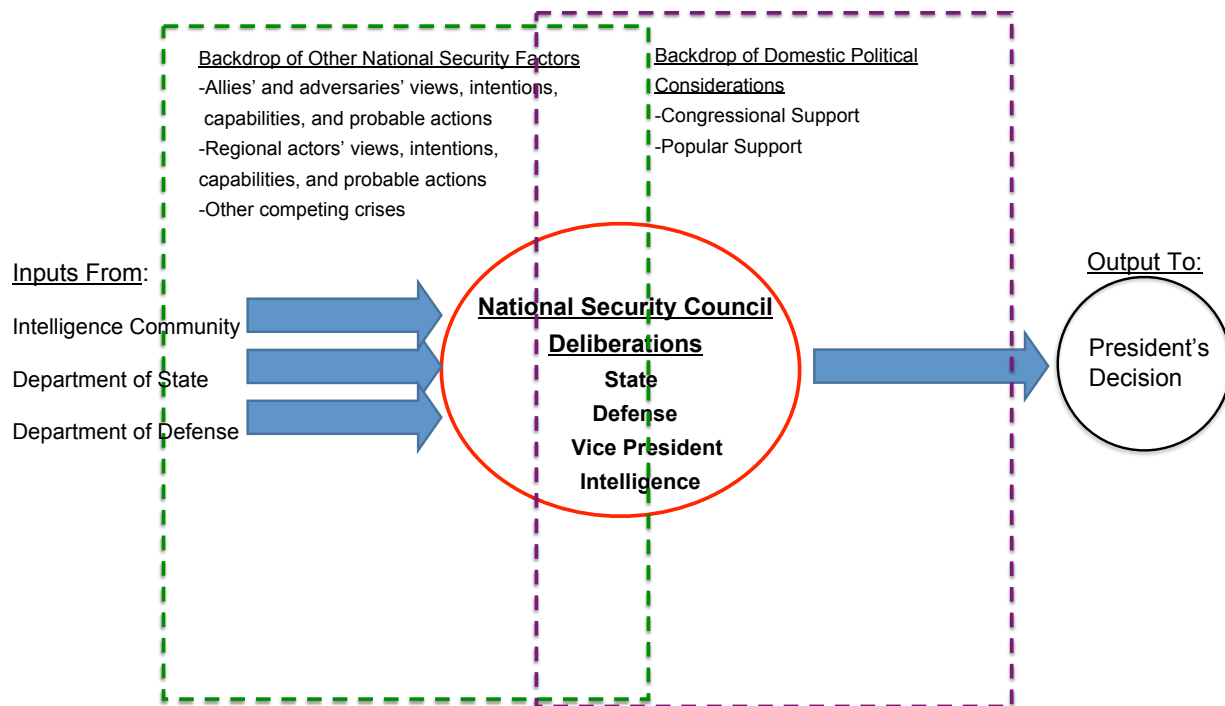 Backdrop of Other National Security Factors
-Allies’ and adversaries’ views, intentions,
capabilities, and probable actions
-Regional actors’ views, intentions,
capabilities, and probable actions
-Other competing crises
Backdrop of Domestic Political
Considerations
-Congressional Support
-Popular Support
Inputs From:
Intelligence Community
Department of State
Department of Defense
National Security Council
Deliberations
State
Defense
Vice President
Intelligence
Output To:
President’s
Decision